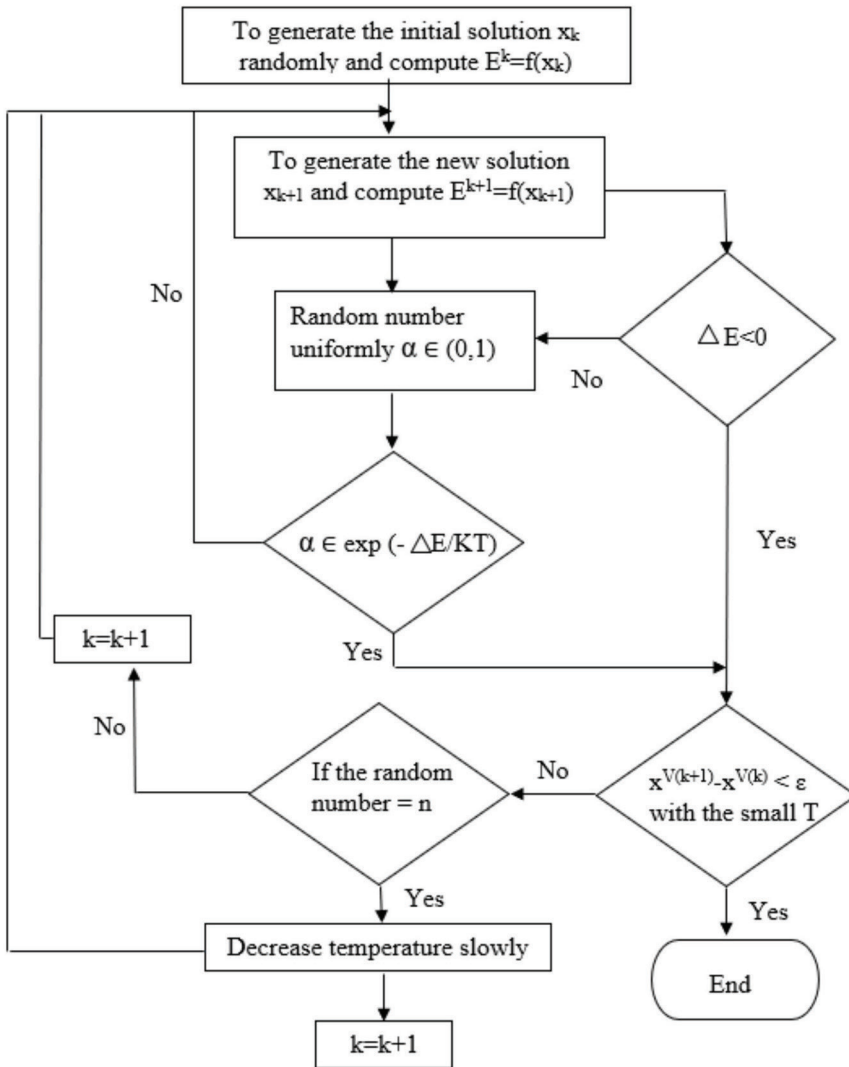 To generate the initial solution xₖ
randomly and compute Eᵏ=f(xₖ)
To generate the new solution
xₖ₊₁ and compute Eᵏ⁺¹=f(xₖ₊₁)
No
Random number
uniformly α ∈ (0,1)
No
△ E<0
α ∈ exp (- △E/KT)
Yes
k=k+1
Yes
No
If the random
number = n
No
x^V(k+1)-x^V(k) < ε
with the small T
Yes
Yes
Decrease temperature slowly
End
k=k+1